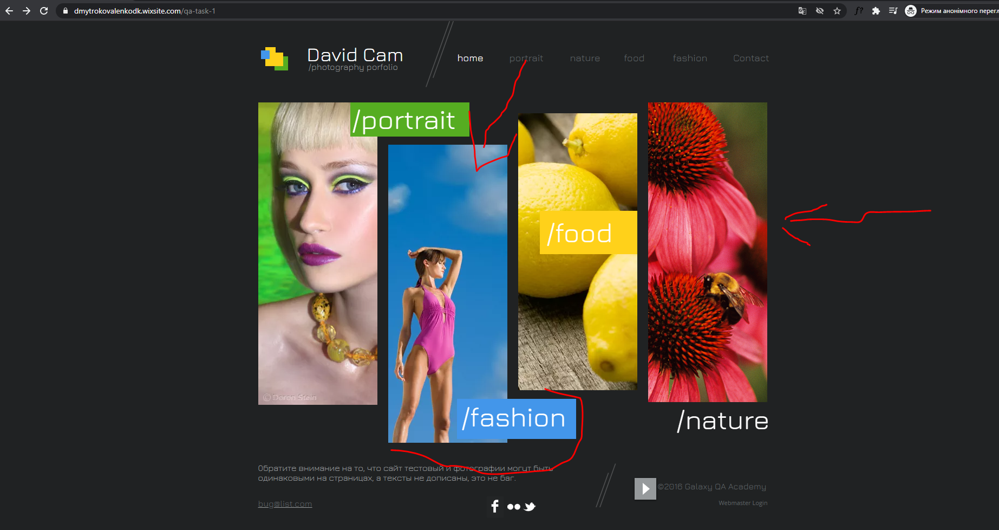 dmytrokovalenkodk.wixsite.com/qa-task-1
f?
Режим анонімного перегл
David Cam
/photography porfolio
home portrait nature food fashion Contact
/portrait
/food
© Daron Stein
/fashion
/nature
Обратите внимание на то, что сайт тестовый и фотографии могут быть
одинаковыми на страницах, а тексты не дописаны, это не баг.
©2016 Galaxy QA Academy
bug@list.com
Webmaster Login